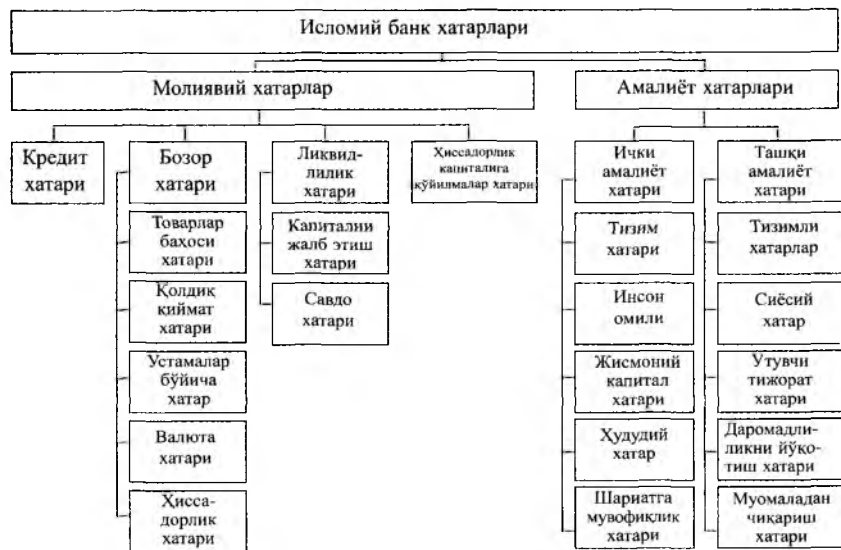 Исломий банк хатарлари
Молиявий хатарлар
Амалиёт хатарлари
Кредит
хатари
Бозор
хатари
Ликвид-
лилик
хатари
Ҳиссадорлик
капиталига
қўйилмалар хатари
Ички
амалиёт
хатари
Ташқи
амалиёт
хатари
Товарлар
баҳоси
хатари
Капитални
жалб этиш
хатари
Тизим
хатари
Тизимли
хатарлар
Қолдиқ
қиймат
хатари
Савдо
хатари
Инсон
омили
Сиёсий
хатар
Устамалар
бўйича
хатар
Жисмоний
капитал
хатари
Утувчи
тижорат
хатари
Валюта
хатари
Ҳудудий
хатар
Даромадли-
ликни йўқо-
тиш хатари
Ҳисса-
дорлик
хатари
Шариатга
мувофиқлик
хатари
Муомаладан
чиқариш
хатари